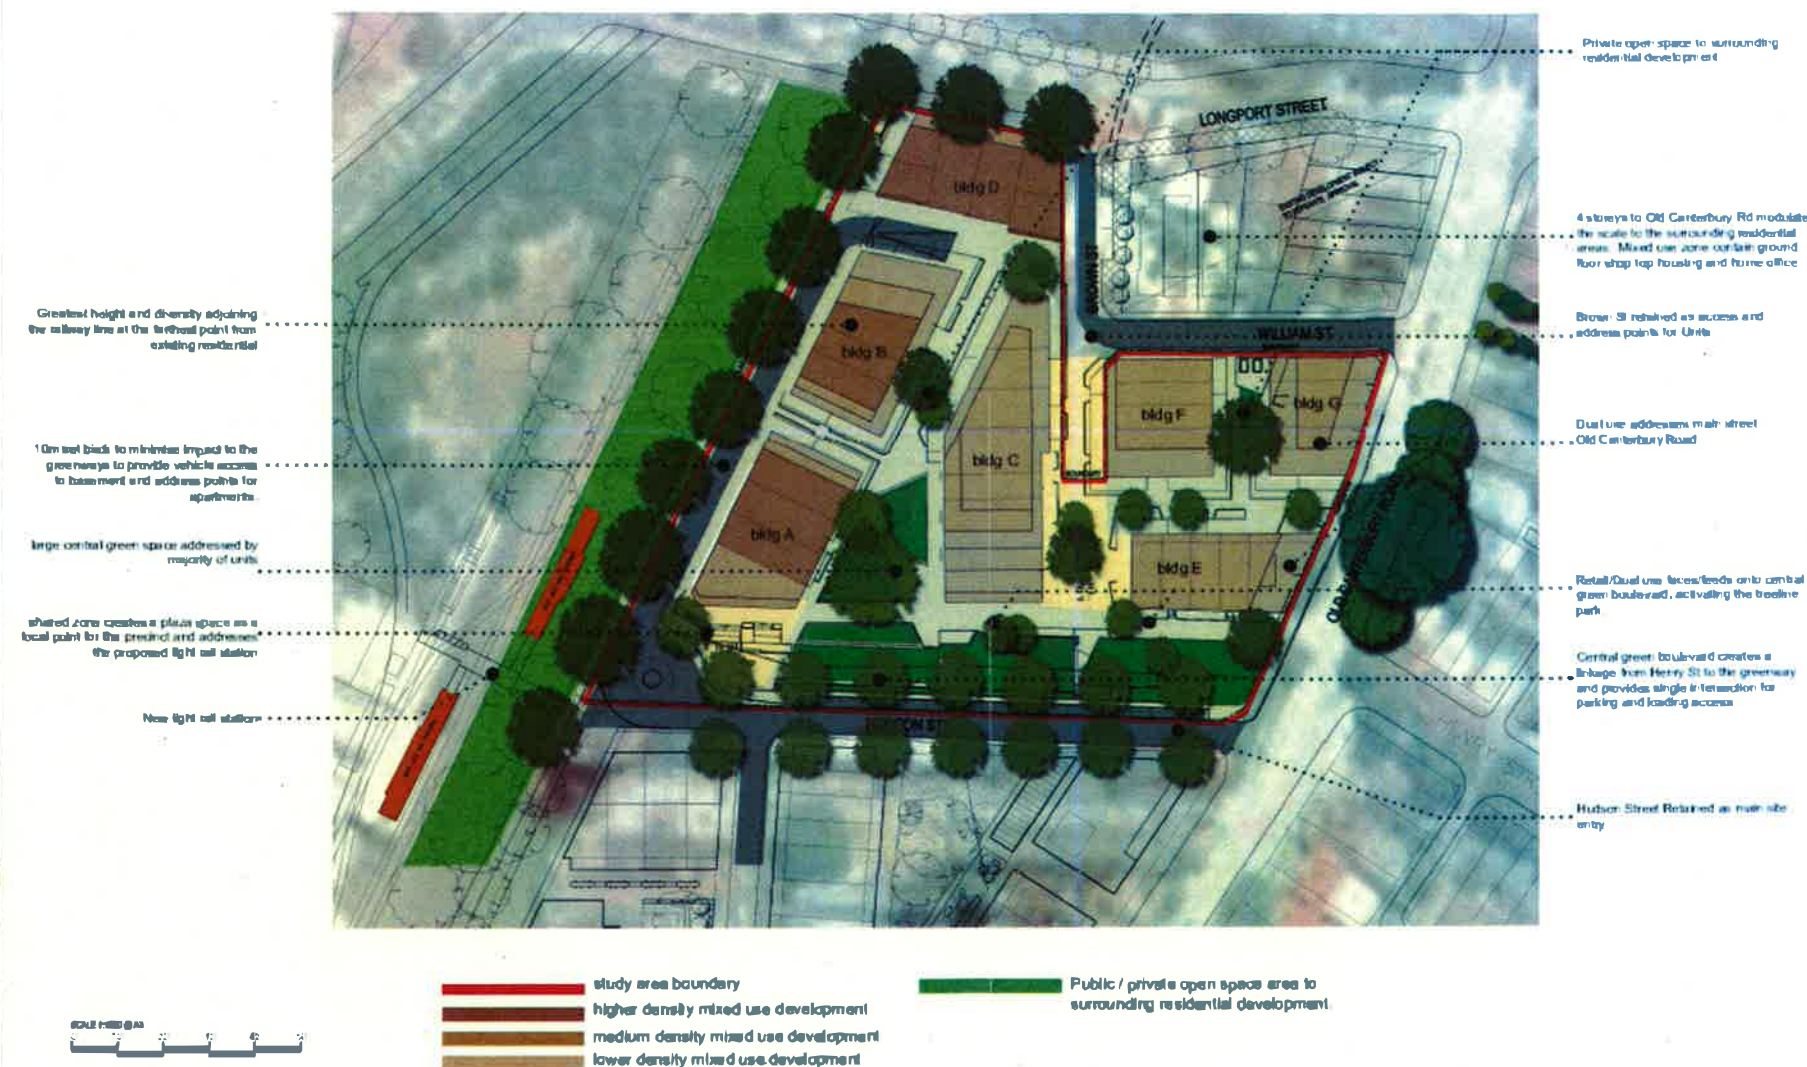 Private open space to surrounding
residential development
LONGPORT STREET
4 storeys to Old Canterbury Rd modulate
the scale to the surrounding residential
areas. Mixed use zone contain ground
floor shop top housing and home office
Brown St retained as access and
address points for Units
Dual use addresses main street
Old Canterbury Road
Retail/Dual use faces/feeds onto central
green boulevard, activating the treeline
park
Central green boulevard creates a
linkage from Henry St to the greenway
and provides single intersection for
parking and loading access
Hudson Street Retained as main site
entry
Greatest height and diversity adjoining
the railway line at the farthest point from
existing residential
10m set back to minimise impact to the
greenways to provide vehicle access
to basement and address points for
apartments
large central green space addressed by
majority of units
shared zone creates a plaza space as a
focal point for the precinct and addresses
the proposed light rail station
New light rail station
bldg D
BROWN ST
WILLIAM ST
bldg B
bldg F
bldg G
bldg C
bldg A
bldg E
OLD CANTERBURY ROAD
HUDSON ST
study area boundary
higher density mixed use development
medium density mixed use development
lower density mixed use development
Public / private open space area to
surrounding residential development